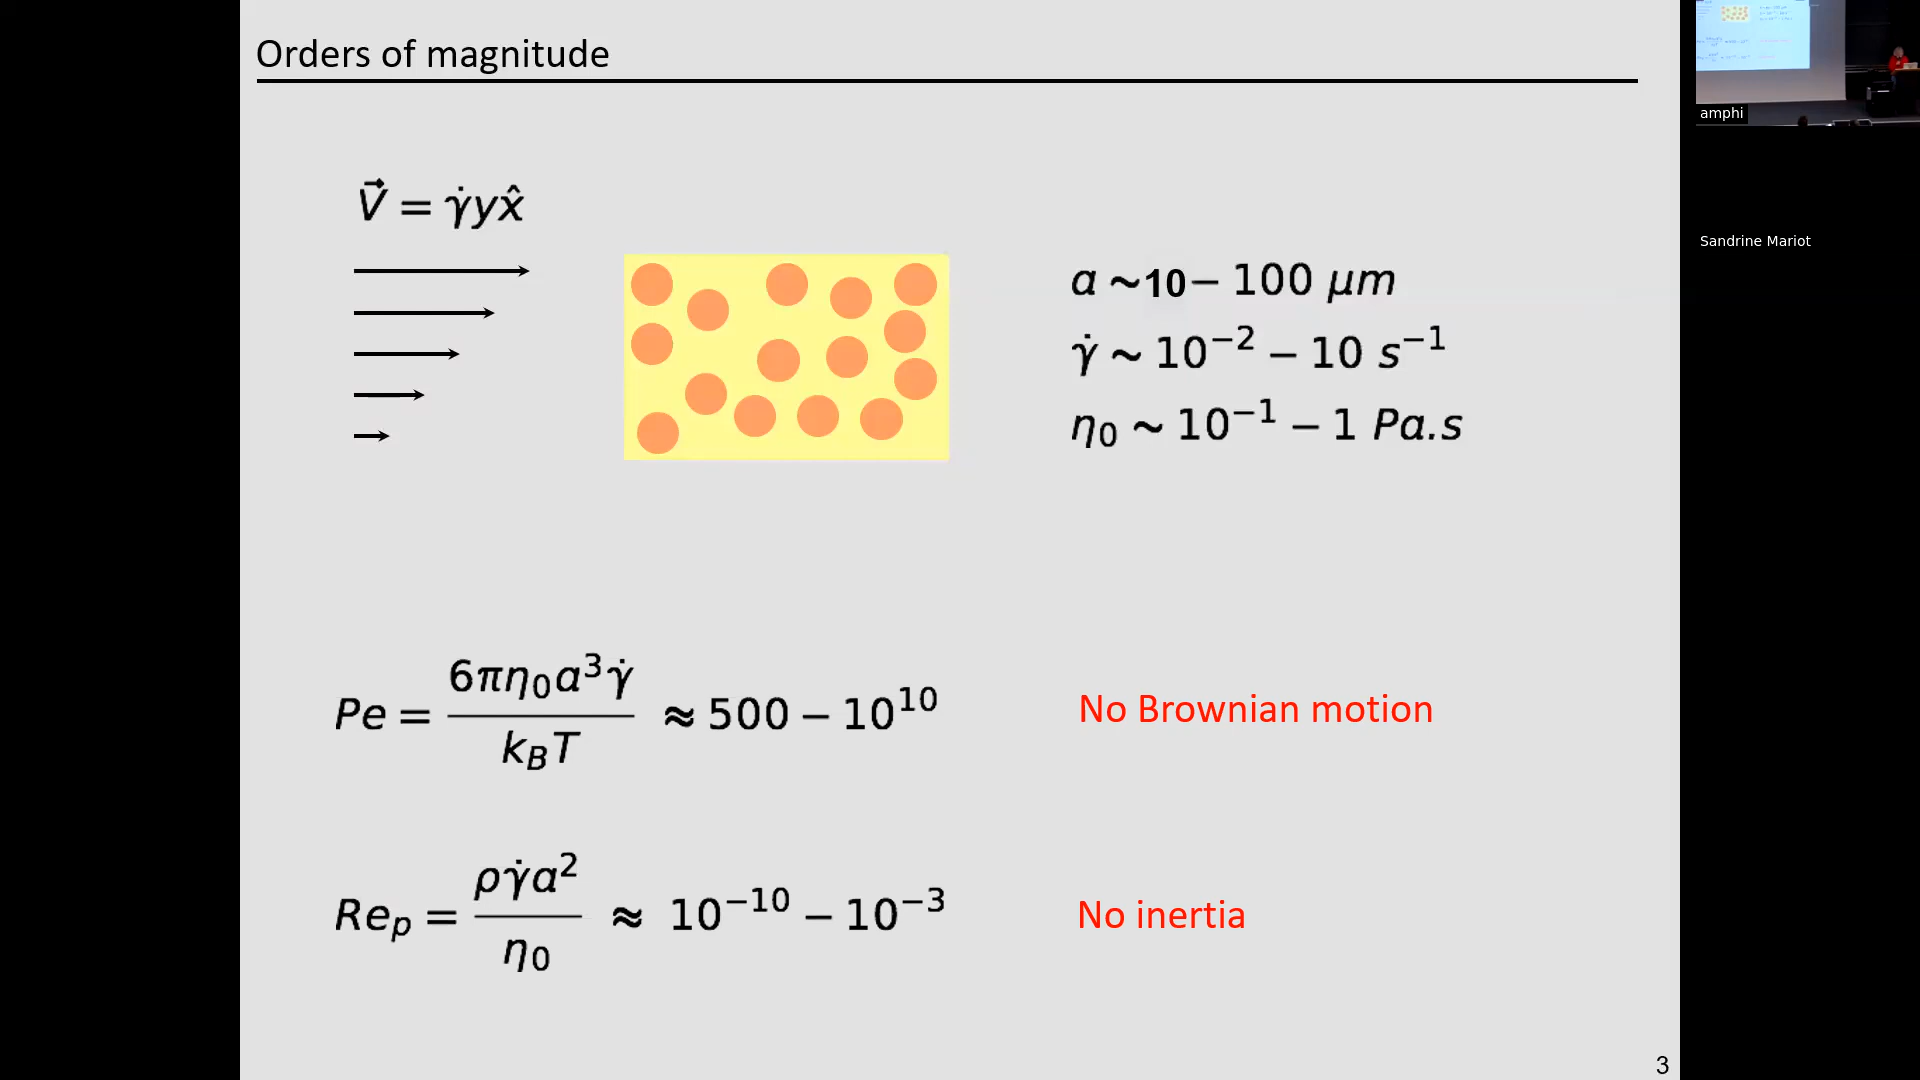 Orders of magnitude
V⃗ = γ̇yx̂
a ~10 – 100 μm
γ̇ ~ 10⁻² – 10 s⁻¹
η₀ ~ 10⁻¹ – 1 Pa.s
Pe = 6πη₀a³γ̇ / k_BT ≈ 500 – 10¹⁰
No Brownian motion
Re_p = ργ̇a² / η₀ ≈ 10⁻¹⁰ – 10⁻³
No inertia
3
amphi
Sandrine Mariot